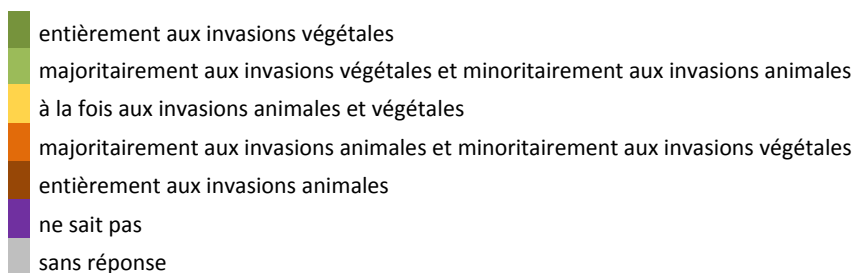 entièrement aux invasions végétales
majoritairement aux invasions végétales et minoritairement aux invasions animales
à la fois aux invasions animales et végétales
majoritairement aux invasions animales et minoritairement aux invasions végétales
entièrement aux invasions animales
ne sait pas
sans réponse